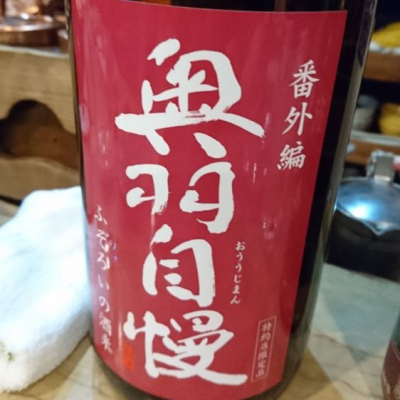 番外編
奥羽自慢
おううじまん
ふぞろいの酒米
特約店限定品